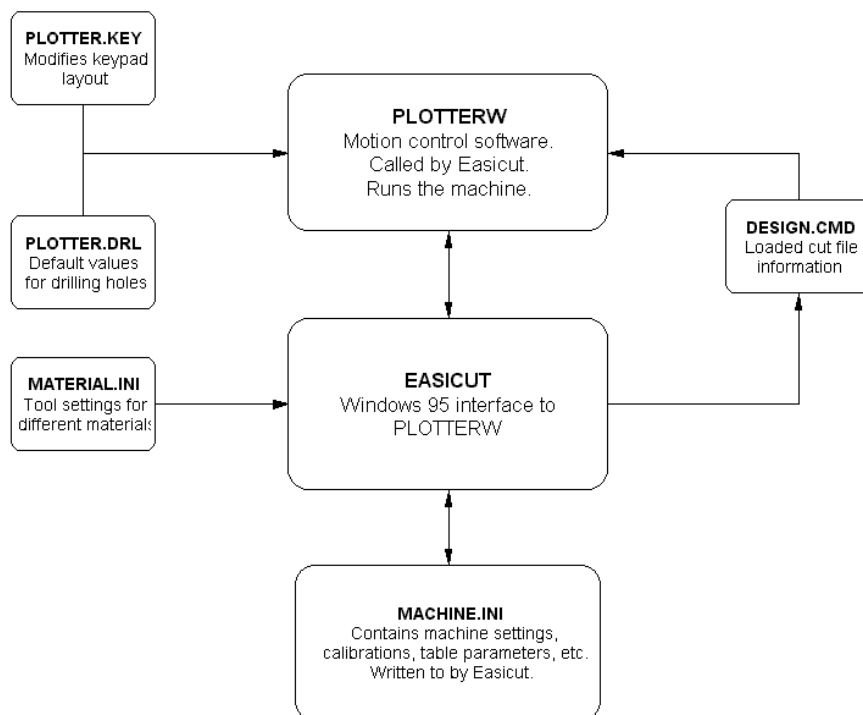 PLOTTER.KEY
Modifies keypad
layout
PLOTTERW
Motion control software.
Called by Easicut.
Runs the machine.
PLOTTER.DRL
Default values
for drilling holes
DESIGN.CMD
Loaded cut file
information
MATERIAL.INI
Tool settings for
different materials
EASICUT
Windows 95 interface to
PLOTTERW
MACHINE.INI
Contains machine settings,
calibrations, table parameters, etc.
Written to by Easicut.